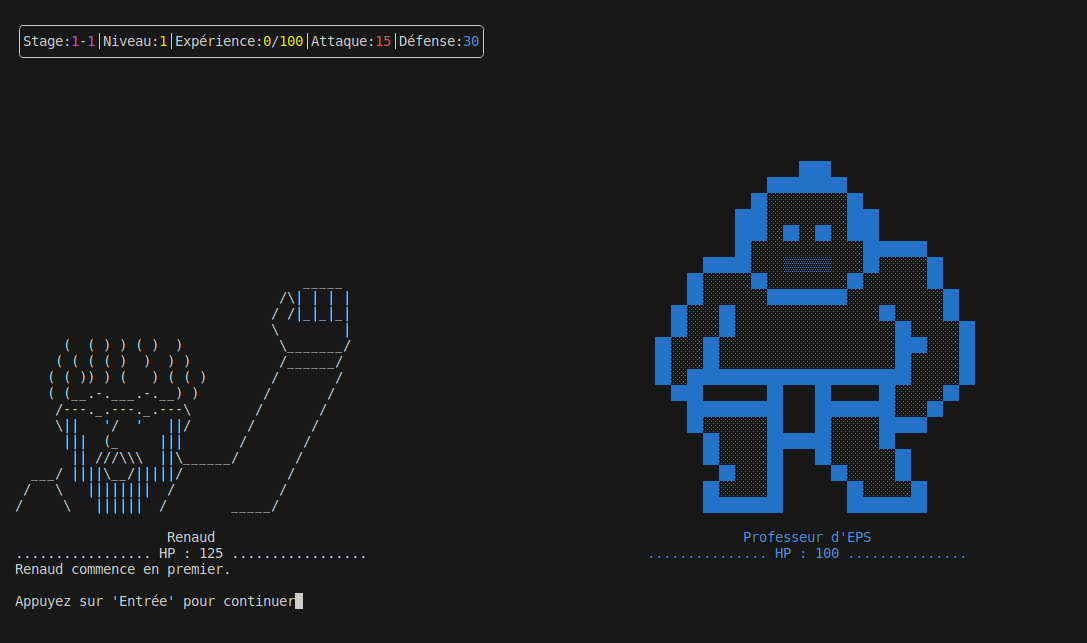 Stage:1-1|Niveau:1|Expérience:0/100|Attaque:15|Défense:30
Renaud
................. HP : 125 .................
Professeur d'EPS
............... HP : 100 ...............
Renaud commence en premier.
Appuyez sur 'Entrée' pour continuer